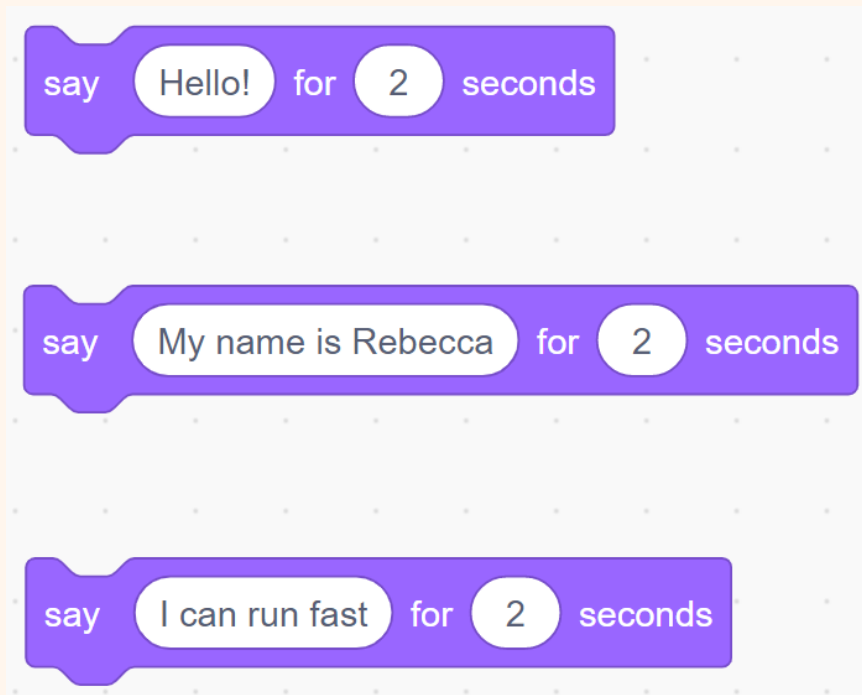 say Hello! for 2 seconds
say My name is Rebecca for 2 seconds
say I can run fast for 2 seconds